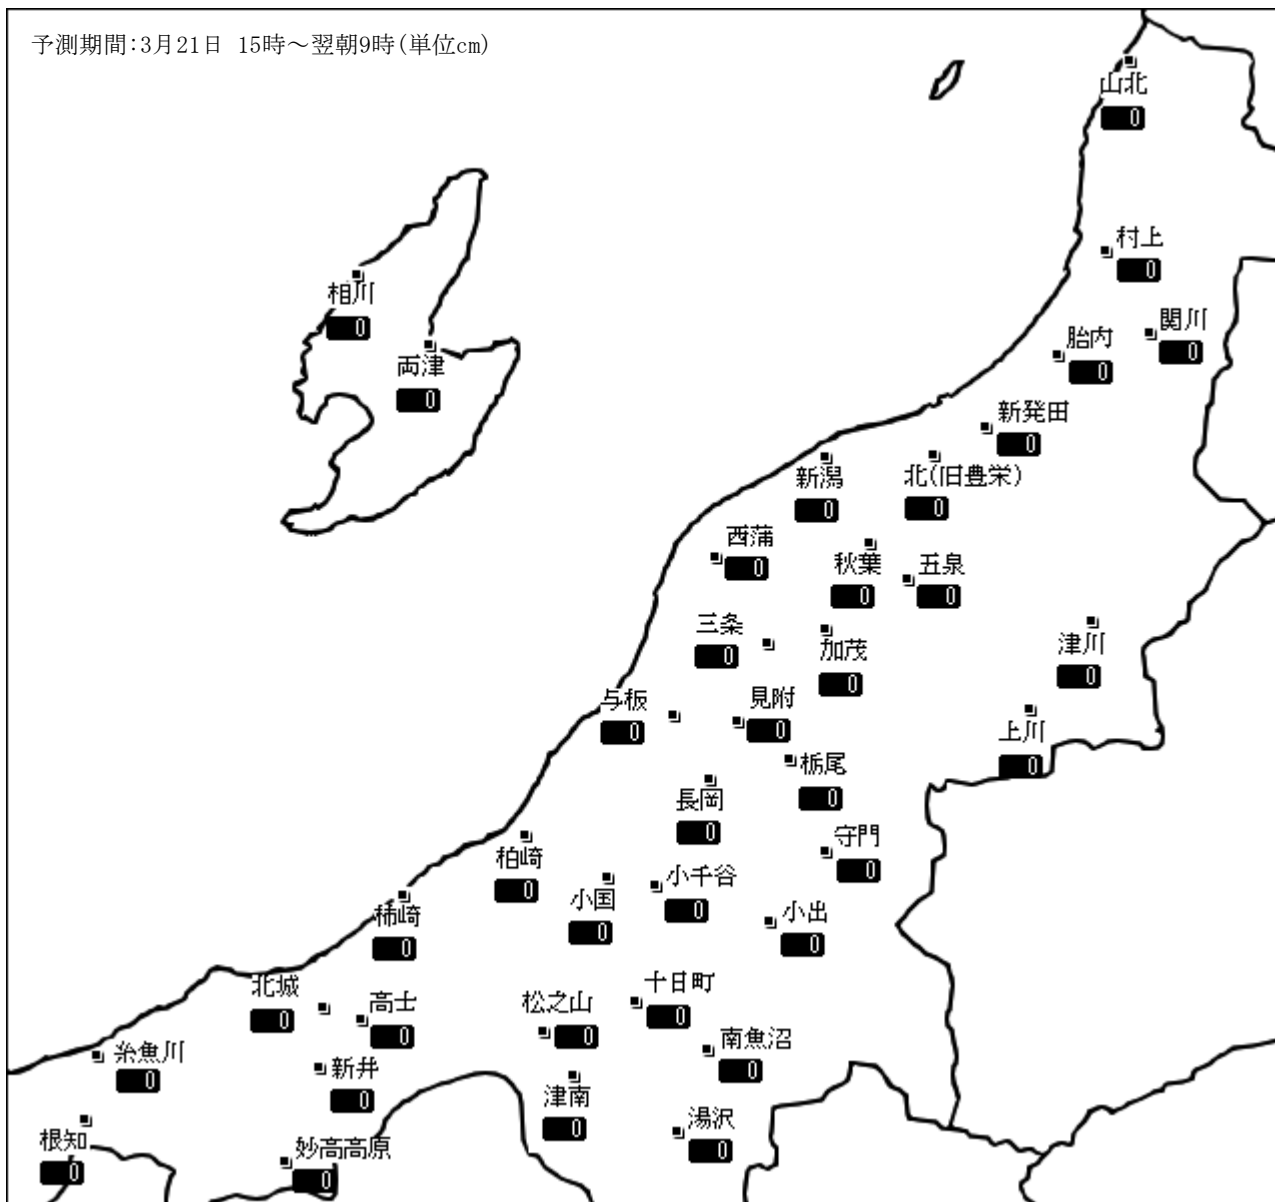 予測期間:3月21日 15時～翌朝9時(単位cm)
山北
0
村上
0
相川
0
関川
0
胎内
0
両津
0
新発田
0
新潟
0
北(旧豊栄)
0
西蒲
0
秋葉
0
五泉
0
三条
0
加茂
0
津川
0
与板
0
見附
0
上川
0
栃尾
0
長岡
0
守門
0
柏崎
0
小国
0
小千谷
0
小出
0
柿崎
0
北城
0
高士
0
松之山
0
十日町
0
南魚沼
0
糸魚川
0
新井
0
津南
0
湯沢
0
根知
0
妙高高原
0